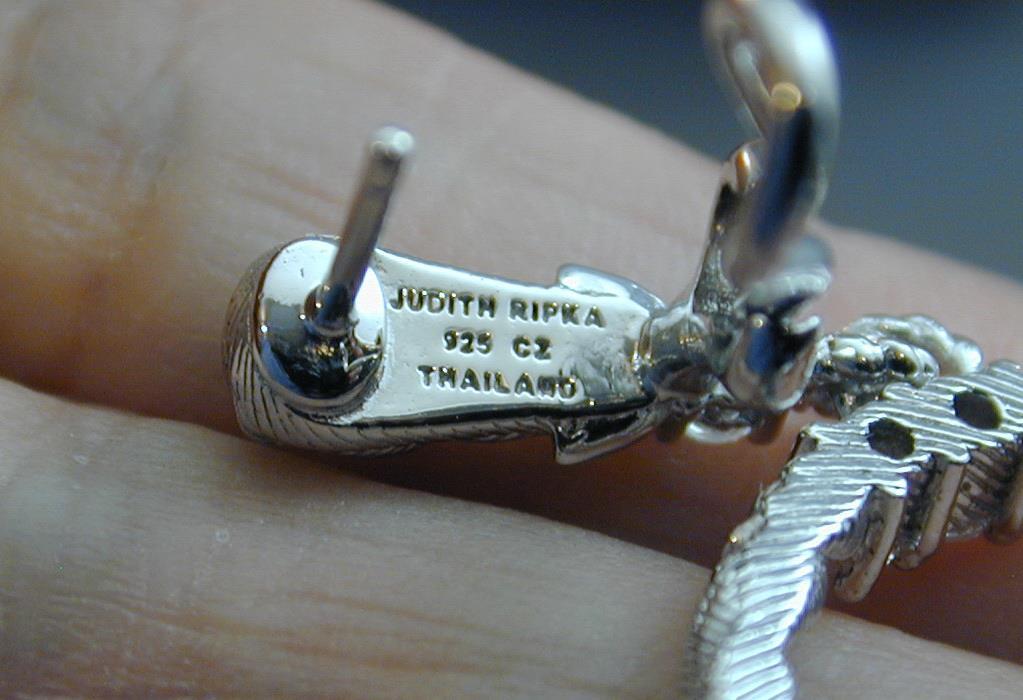 JUDITH RIPKA
925 CZ
THAILAND